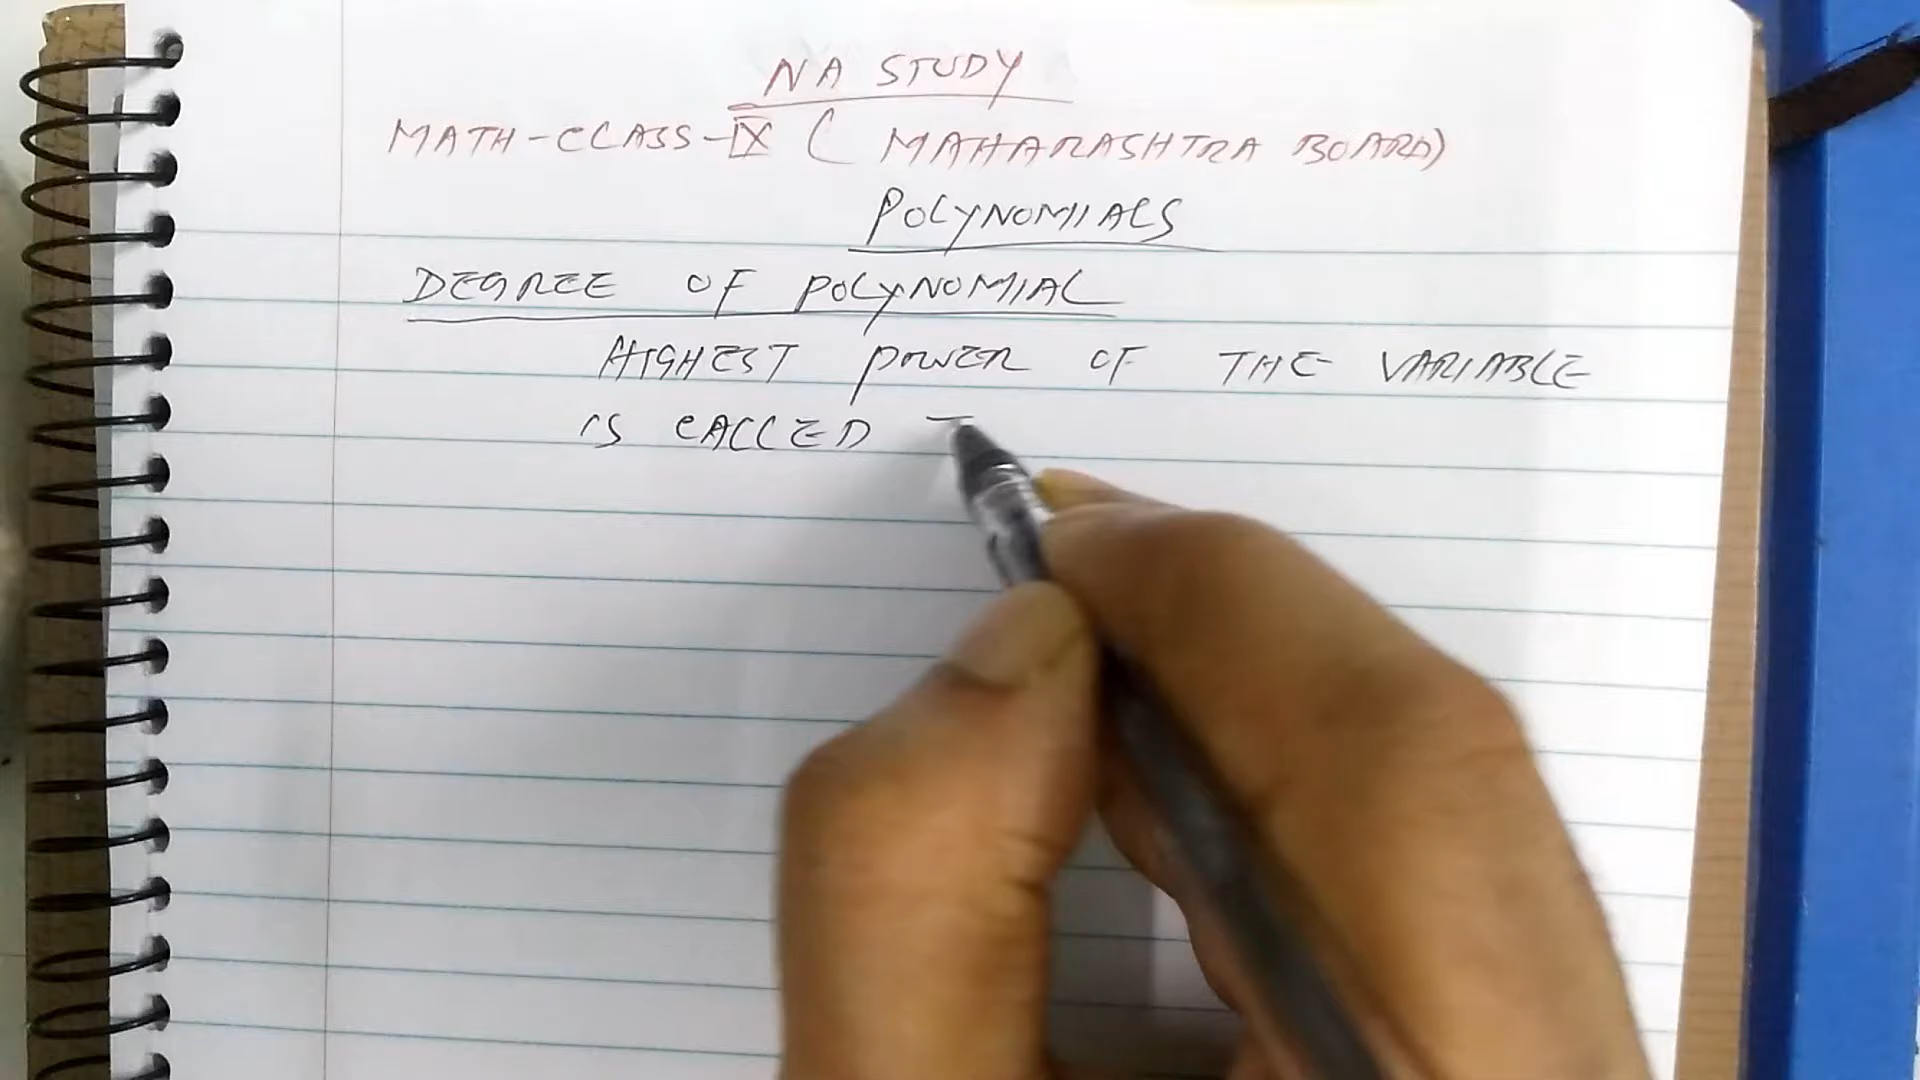 NA STUDY
MATH-CLASS-IX ( MAHARASHTRA BOARD)
POLYNOMIALS
DEGREE OF POLYNOMIAL
HIGHEST POWER OF THE VARIABLE
IS CALLED T